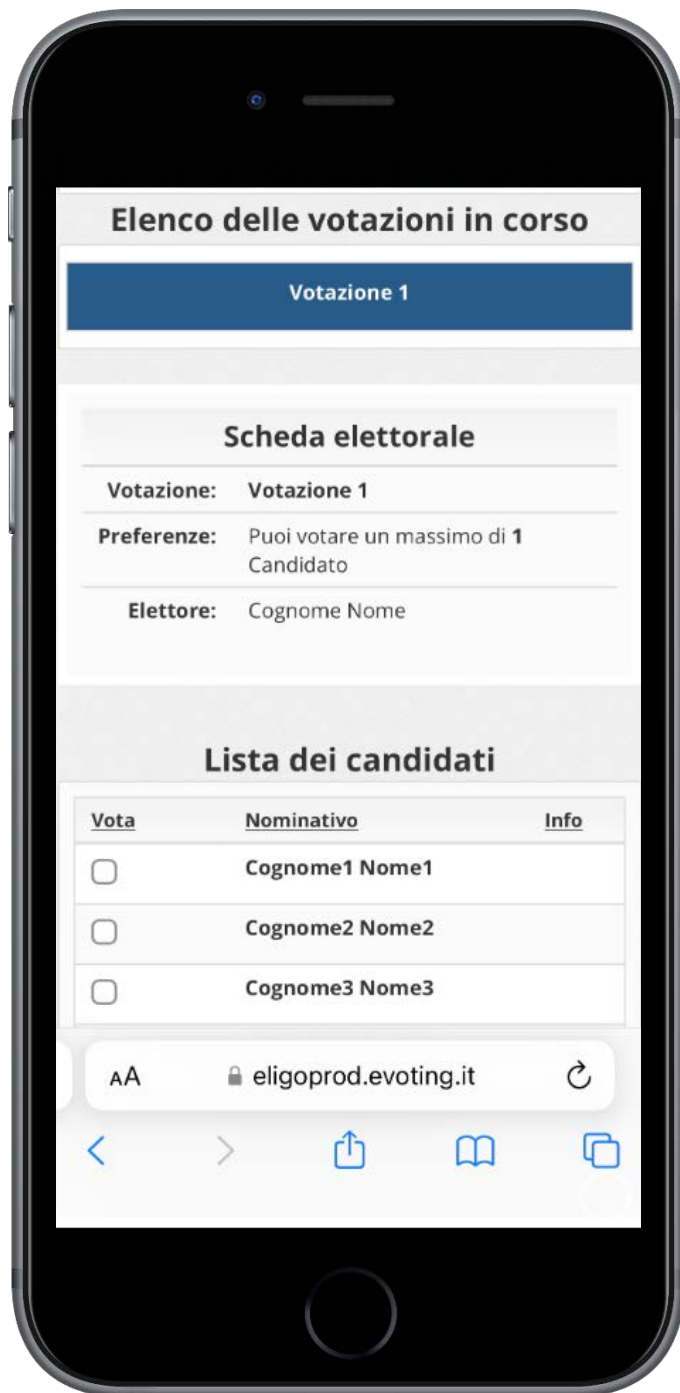 Elenco delle votazioni in corso
Votazione 1
Scheda elettorale
Votazione: Votazione 1
Preferenze: Puoi votare un massimo di 1
Candidato
Elettore: Cognome Nome
Lista dei candidati
Vota Nominativo Info
Cognome1 Nome1
Cognome2 Nome2
Cognome3 Nome3
AA eligoprod.evoting.it